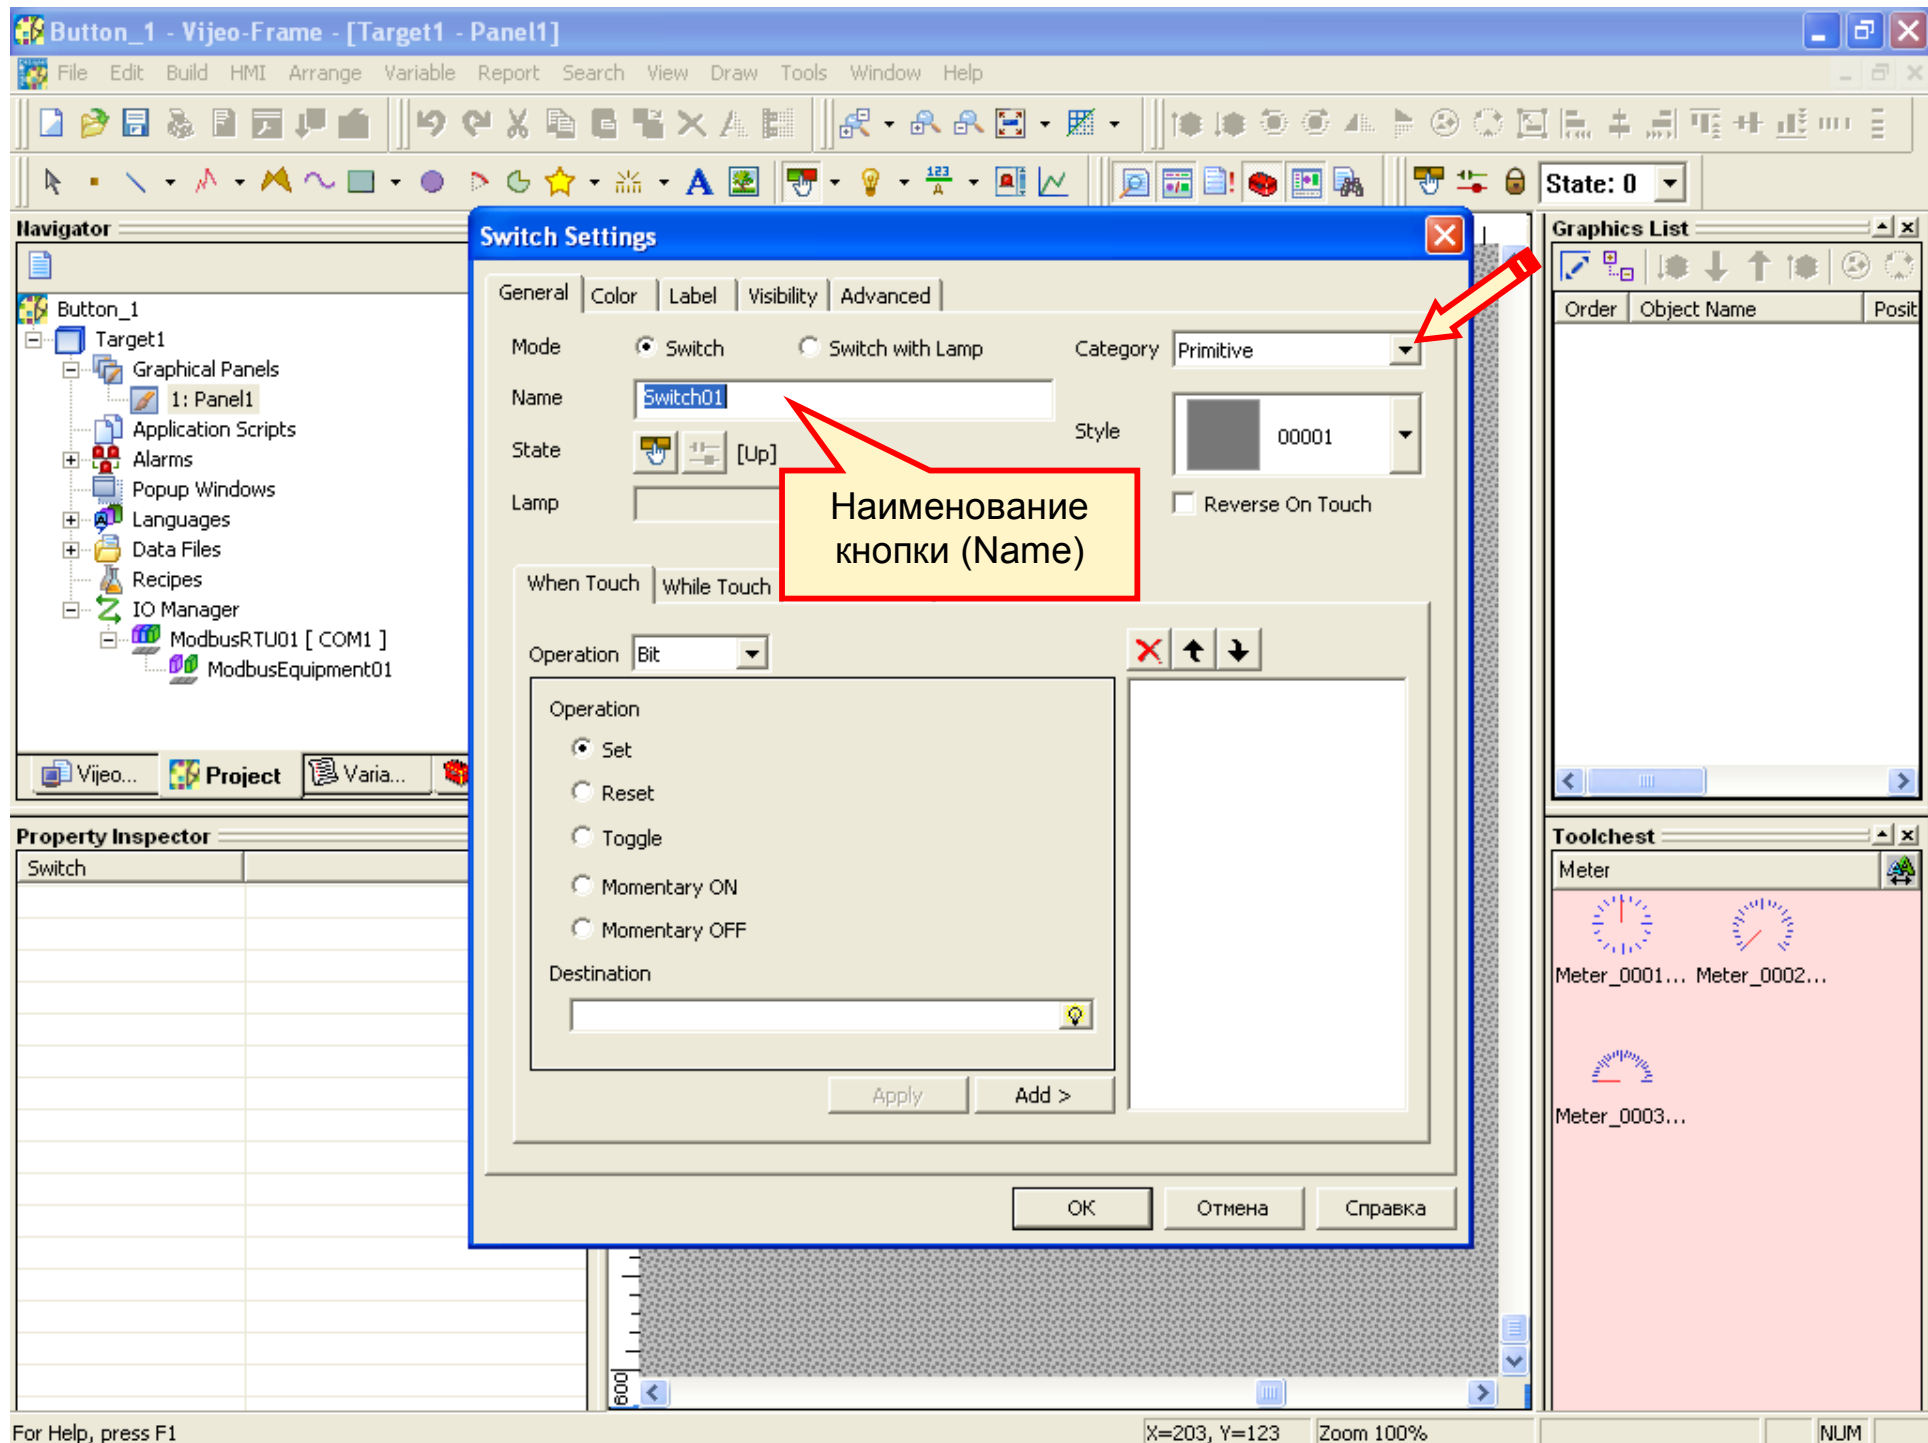 Button_1 - Vijeo-Frame - [Target1 - Panel1]
File Edit Build HMI Arrange Variable Report Search View Draw Tools Window Help
State: 0
Navigator
Button_1
Target1
Graphical Panels
1: Panel1
Application Scripts
Alarms
Popup Windows
Languages
Data Files
Recipes
IO Manager
ModbusRTU01 [ COM1 ]
ModbusEquipment01
Vijeo... Project Varia...
Property Inspector
Switch
Switch Settings
General Color Label Visibility Advanced
Mode Switch Switch with Lamp Category Primitive
Name Switch01
Style 00001
State [Up]
Lamp
Reverse On Touch
Наименование
кнопки (Name)
When Touch While Touch
Operation Bit
Operation
Set
Reset
Toggle
Momentary ON
Momentary OFF
Destination
Apply Add >
OK Отмена Справка
600
Graphics List
Order Object Name Posit
Toolchest
Meter
Meter_0001... Meter_0002...
Meter_0003...
For Help, press F1 X=203, Y=123 Zoom 100% NUM